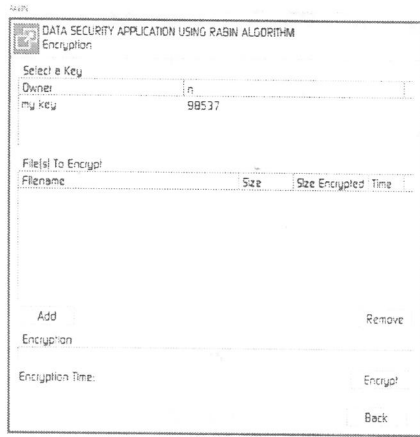 RABIN
DATA SECURITY APPLICATION USING RABIN ALGORITHM
Encryption
Select a Key
Owner n
my key 98537
File(s) To Encrypt
Filename Size Size Encrypted Time
Add Remove
Encryption
Encryption Time:
Encrypt
Back